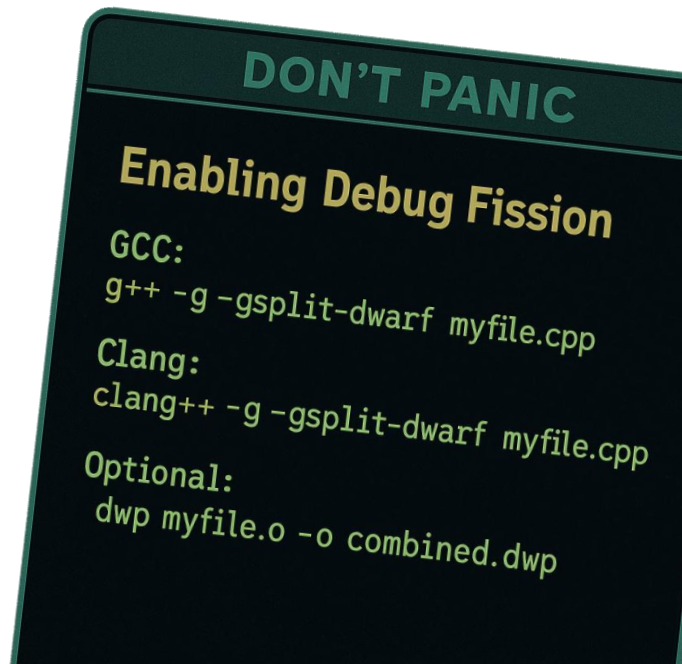 DON'T PANIC
Enabling Debug Fission
GCC:
g++ -g -gsplit-dwarf myfile.cpp
Clang:
clang++ -g -gsplit-dwarf myfile.cpp
Optional:
dwp myfile.o -o combined.dwp